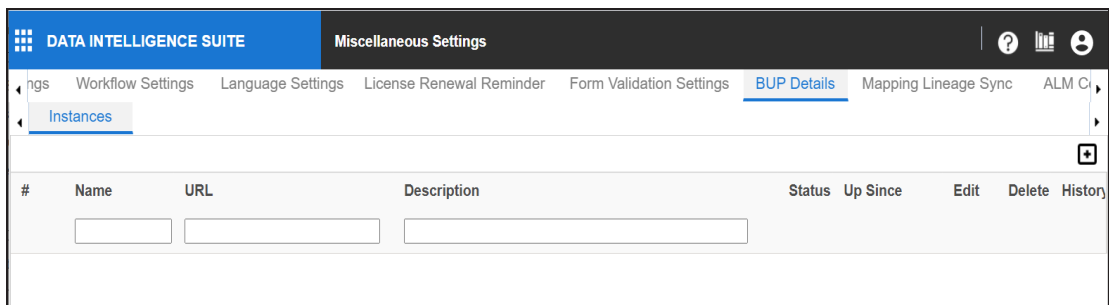 DATA INTELLIGENCE SUITE Miscellaneous Settings
ngs Workflow Settings Language Settings License Renewal Reminder Form Validation Settings BUP Details Mapping Lineage Sync ALM
Instances
# Name URL Description Status Up Since Edit Delete History